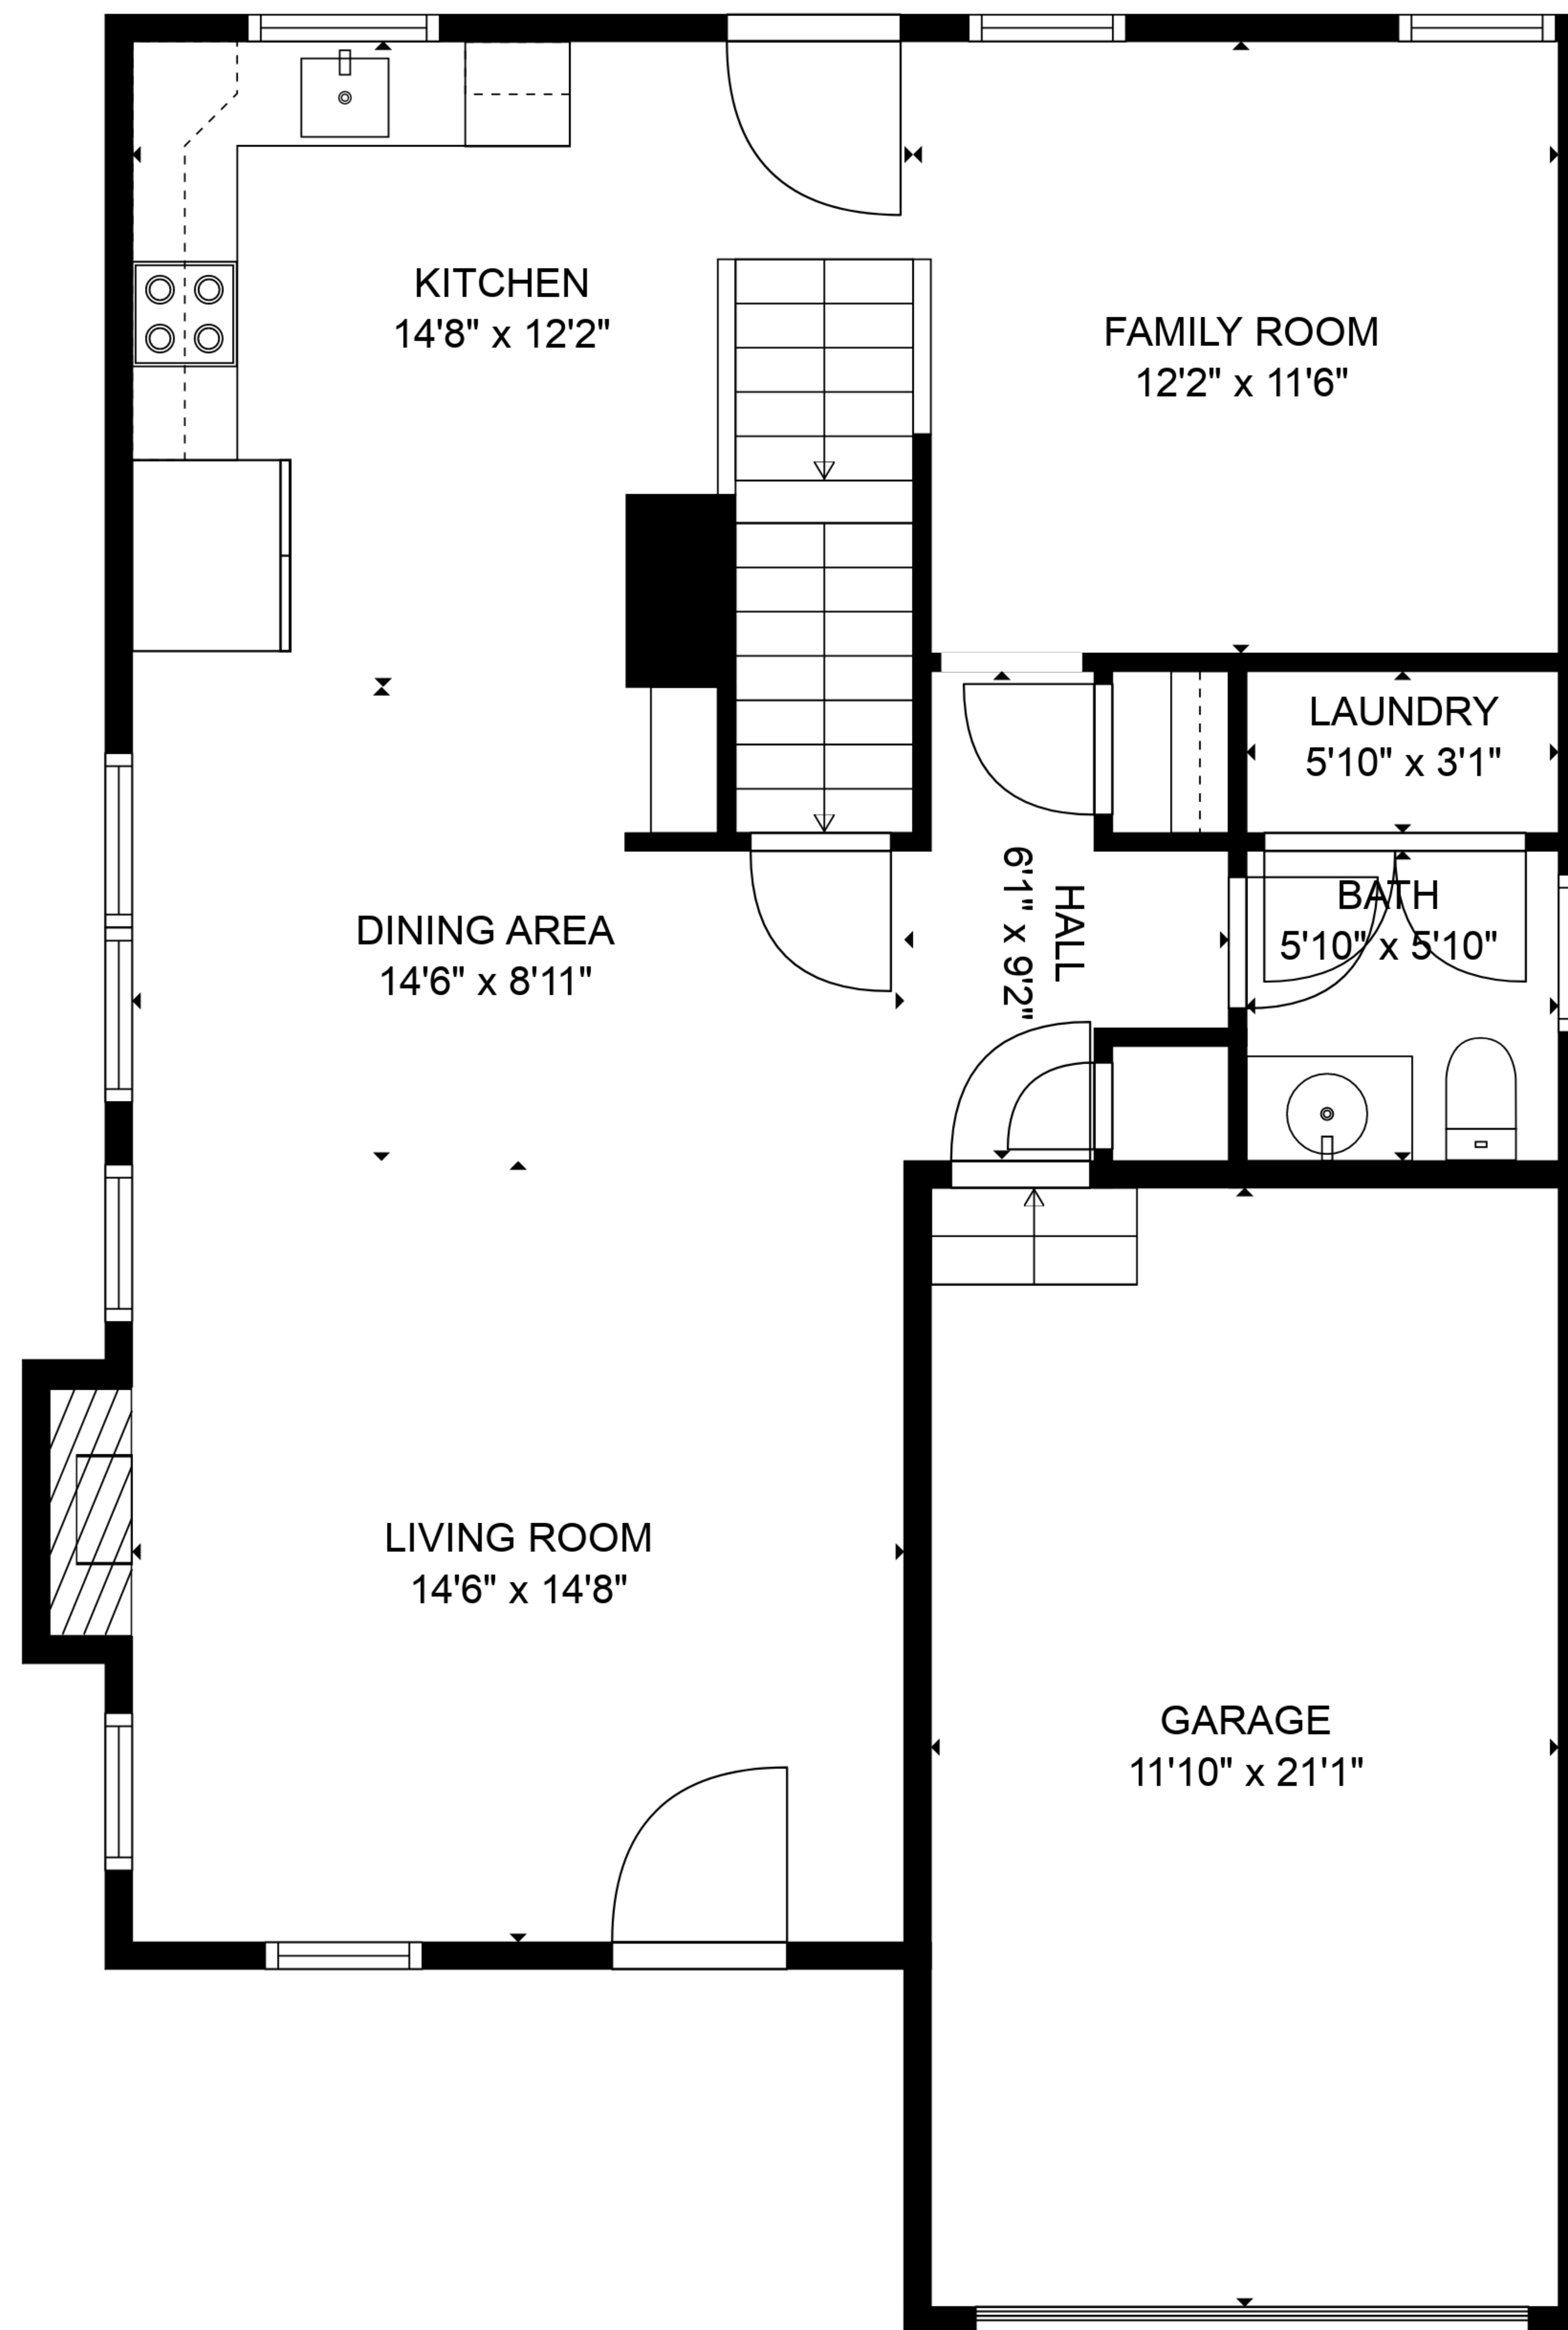 KITCHEN
14'8" x 12'2"
FAMILY ROOM
12'2" x 11'6"
LAUNDRY
5'10" x 3'1"
BATH
5'10" x 5'10"
HALL
6'1" x 9'2"
DINING AREA
14'6" x 8'11"
LIVING ROOM
14'6" x 14'8"
GARAGE
11'10" x 21'1"